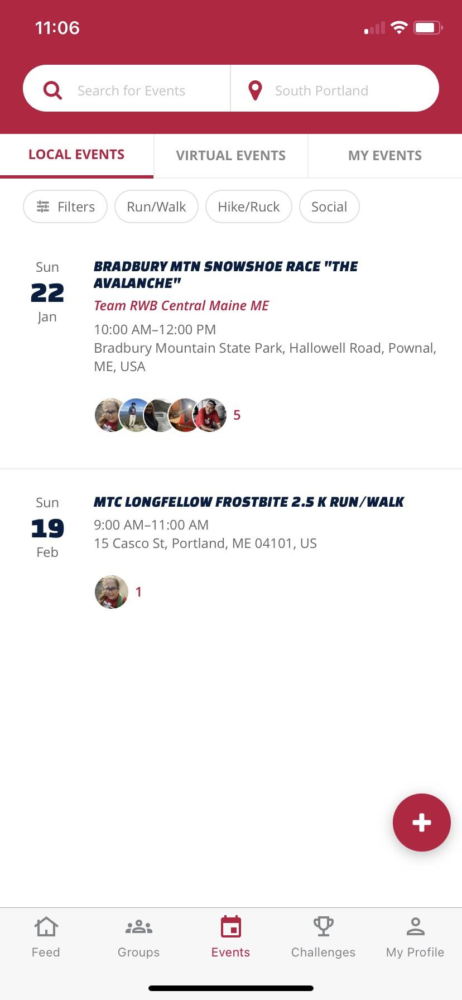 11:06
Search for Events
South Portland
LOCAL EVENTS
VIRTUAL EVENTS
MY EVENTS
Filters
Run/Walk
Hike/Ruck
Social
Sun
22
Jan
BRADBURY MTN SNOWSHOE RACE "THE
AVALANCHE"
Team RWB Central Maine ME
10:00 AM–12:00 PM
Bradbury Mountain State Park, Hallowell Road, Pownal,
ME, USA
5
Sun
19
Feb
MTC LONGFELLOW FROSTBITE 2.5 K RUN/WALK
9:00 AM–11:00 AM
15 Casco St, Portland, ME 04101, US
1
Feed
Groups
Events
Challenges
My Profile